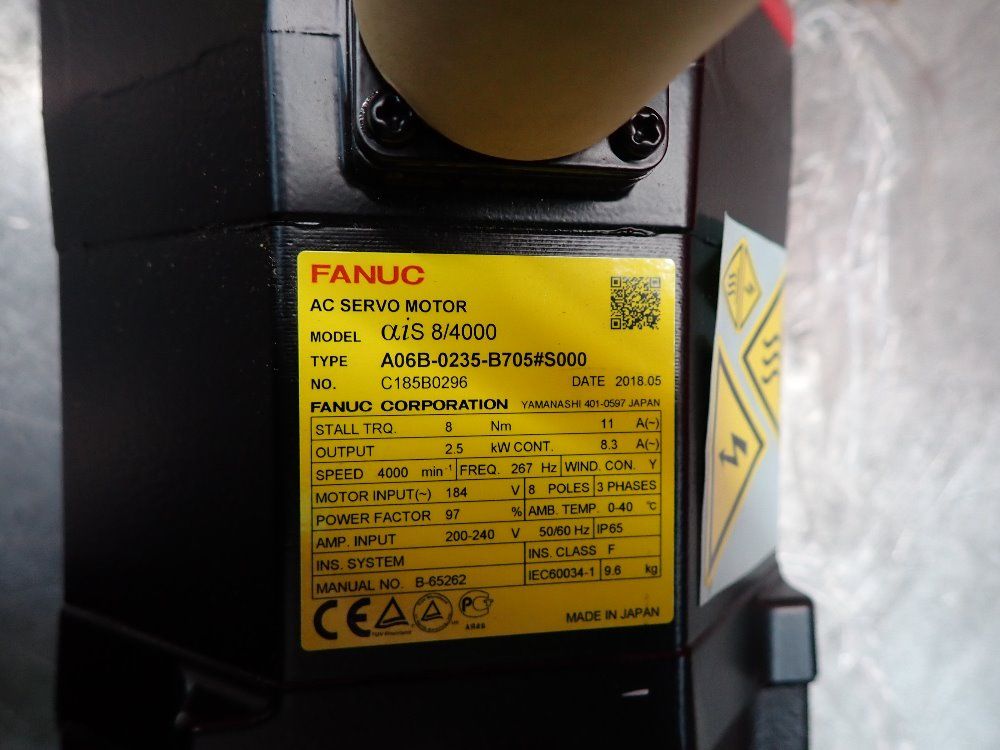 FANUC
AC SERVO MOTOR
MODEL αiS 8/4000
TYPE A06B-0235-B705#S000
NO. C185B0296 DATE 2018.05
FANUC CORPORATION YAMANASHI 401-0597 JAPAN
STALL TRQ. 8 Nm 11 A(~)
OUTPUT 2.5 kW CONT. 8.3 A(~)
SPEED 4000 min⁻¹ FREQ. 267 Hz WIND. CON. Y
MOTOR INPUT(~) 184 V 8 POLES 3 PHASES
POWER FACTOR 97 % AMB. TEMP. 0-40 °C
AMP. INPUT 200-240 V 50/60 Hz IP65
INS. SYSTEM INS. CLASS F
MANUAL NO. B-65262 IEC60034-1 9.6 kg
CE TÜV Rheinland PCT
MADE IN JAPAN